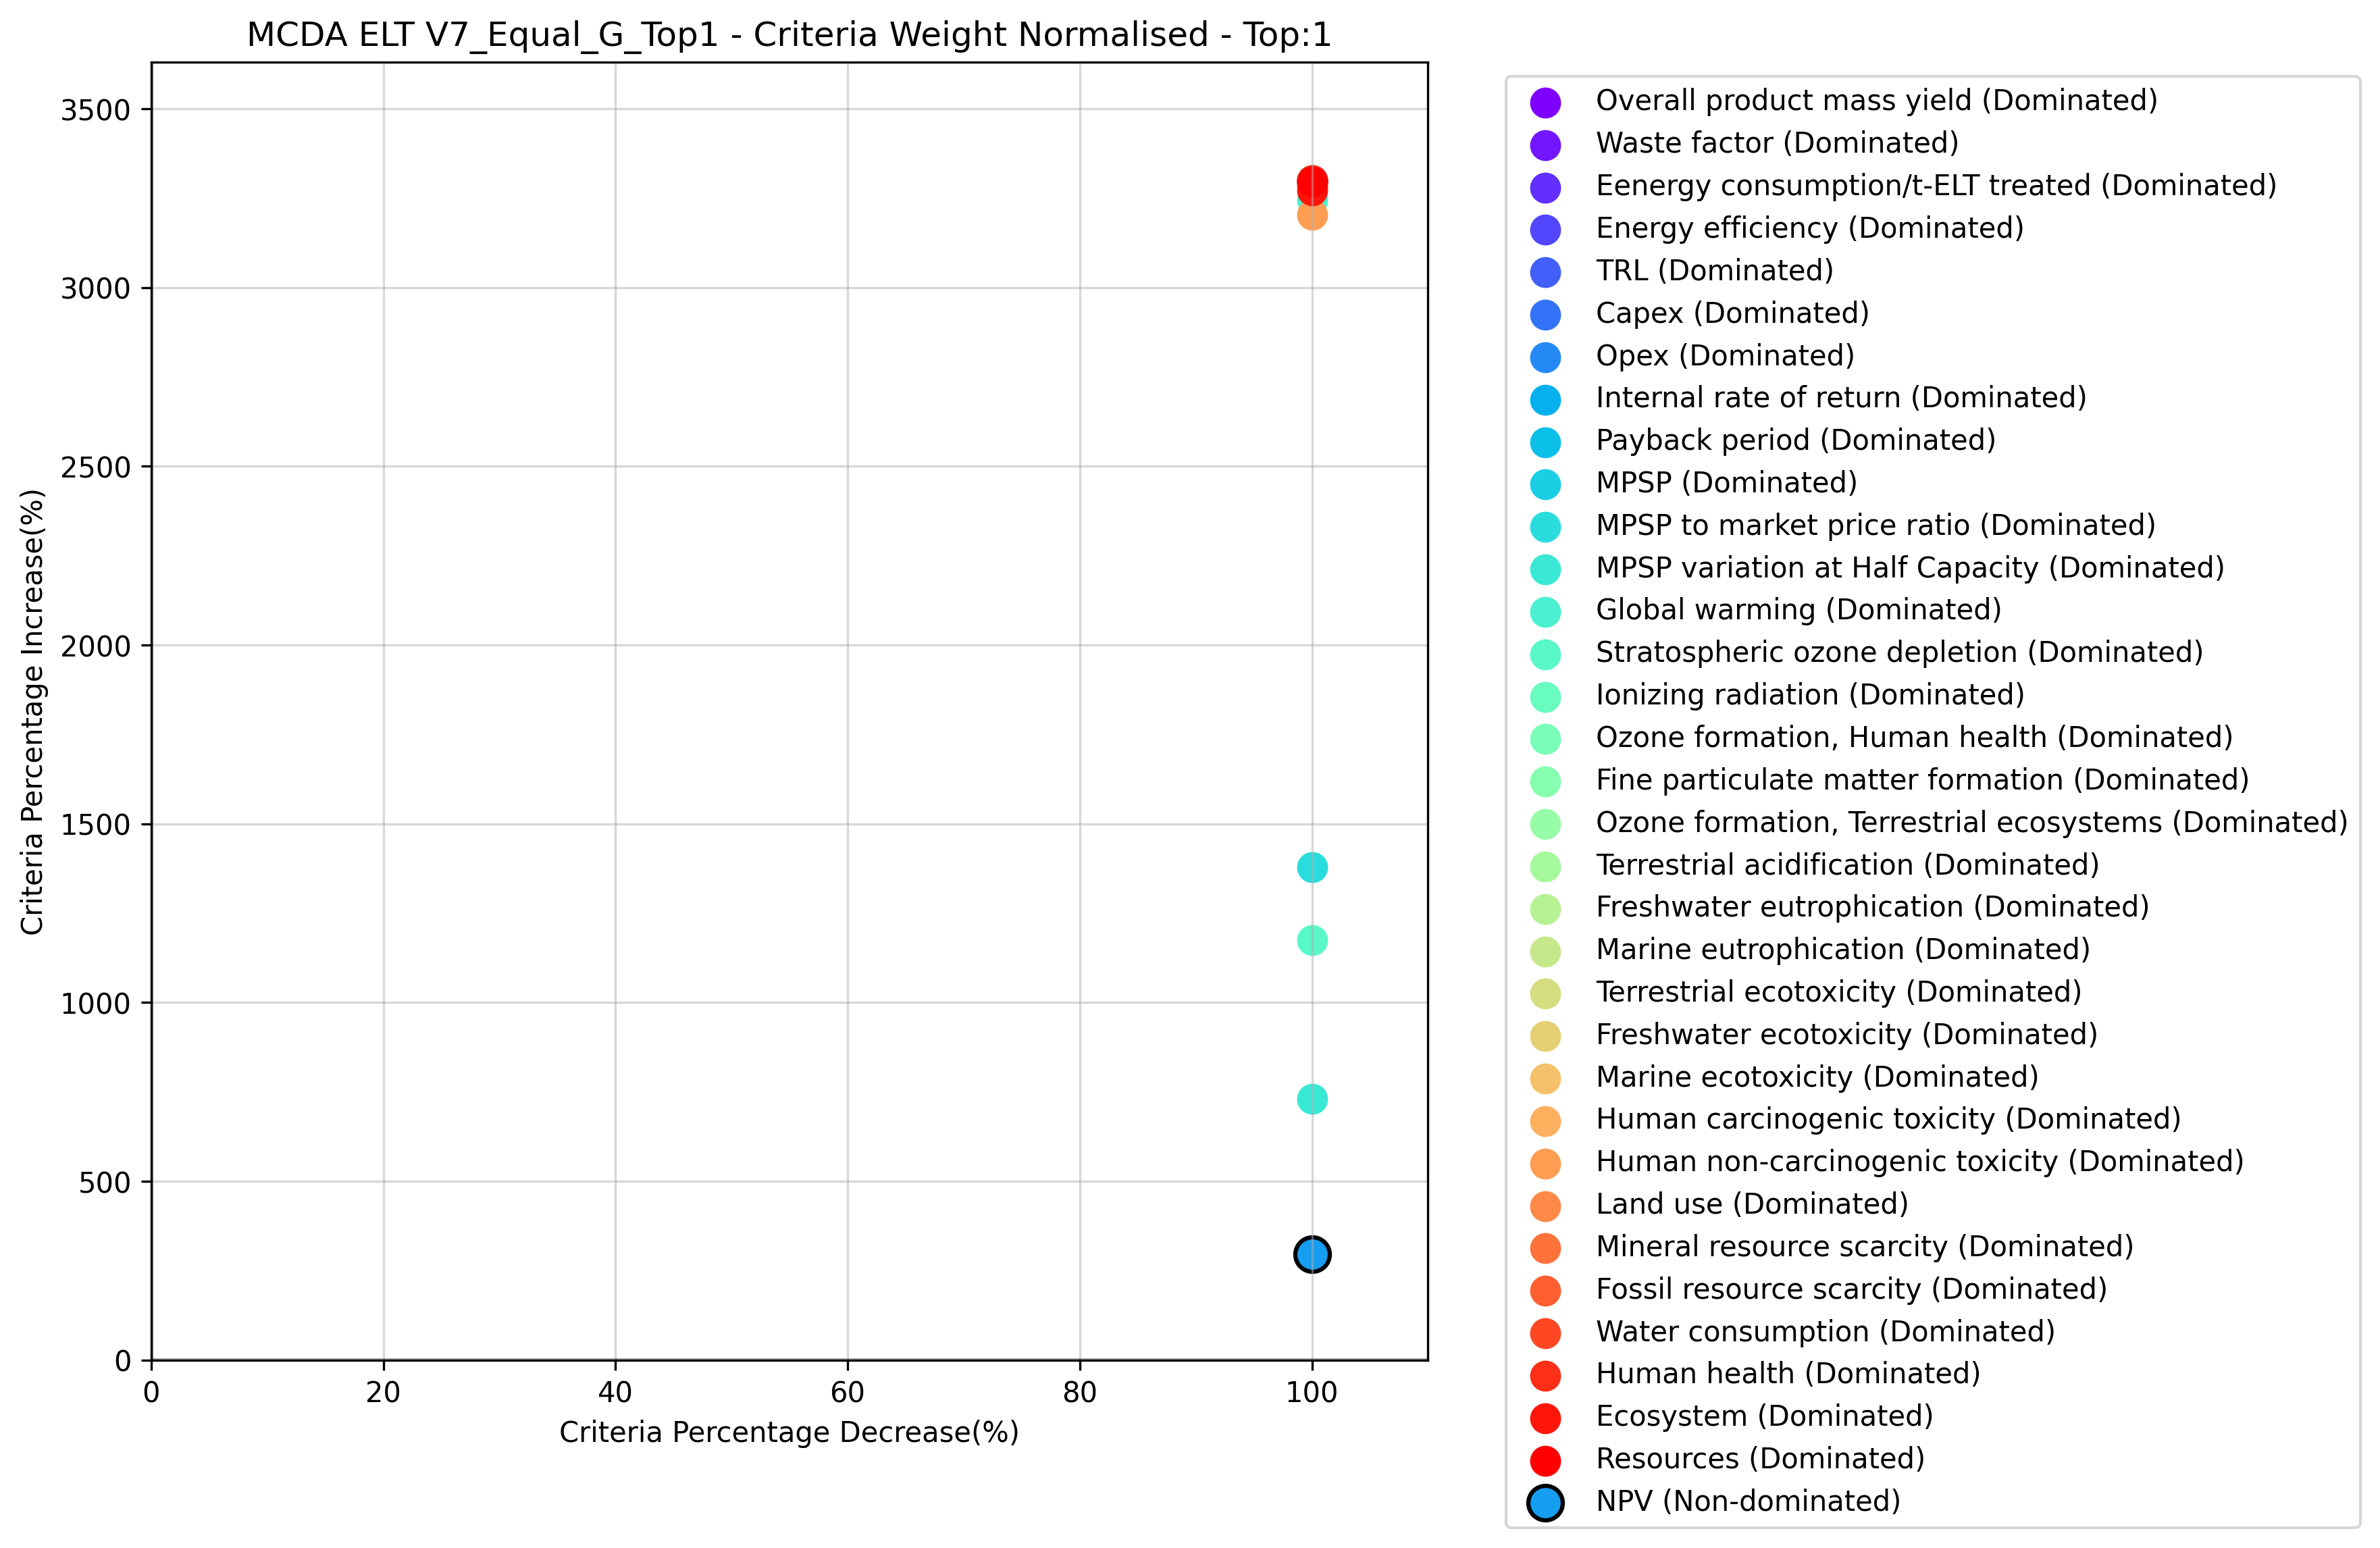 MCDA ELT V7_Equal_G_Top1 - Criteria Weight Normalised - Top:1
Criteria Percentage Increase(%)
3500
3000
2500
2000
1500
1000
500
0
0 20 40 60 80 100
Criteria Percentage Decrease(%)
Overall product mass yield (Dominated)
Waste factor (Dominated)
Eenergy consumption/t-ELT treated (Dominated)
Energy efficiency (Dominated)
TRL (Dominated)
Capex (Dominated)
Opex (Dominated)
Internal rate of return (Dominated)
Payback period (Dominated)
MPSP (Dominated)
MPSP to market price ratio (Dominated)
MPSP variation at Half Capacity (Dominated)
Global warming (Dominated)
Stratospheric ozone depletion (Dominated)
Ionizing radiation (Dominated)
Ozone formation, Human health (Dominated)
Fine particulate matter formation (Dominated)
Ozone formation, Terrestrial ecosystems (Dominated)
Terrestrial acidification (Dominated)
Freshwater eutrophication (Dominated)
Marine eutrophication (Dominated)
Terrestrial ecotoxicity (Dominated)
Freshwater ecotoxicity (Dominated)
Marine ecotoxicity (Dominated)
Human carcinogenic toxicity (Dominated)
Human non-carcinogenic toxicity (Dominated)
Land use (Dominated)
Mineral resource scarcity (Dominated)
Fossil resource scarcity (Dominated)
Water consumption (Dominated)
Human health (Dominated)
Ecosystem (Dominated)
Resources (Dominated)
NPV (Non-dominated)